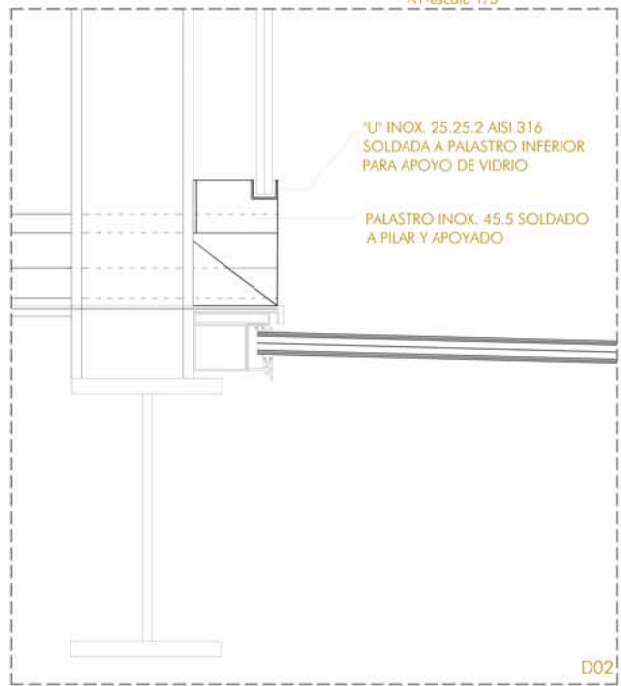 "U" INOX. 25.25.2 AISI 316
SOLDADA A PALASTRO INFERIOR
PARA APOYO DE VIDRIO
PALASTRO INOX. 45.5 SOLDADO
A PILAR Y APOYADO
D02